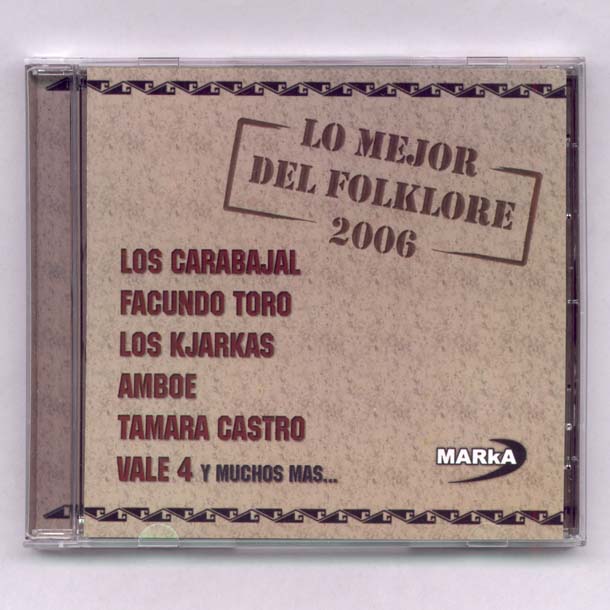 LO MEJOR
DEL FOLKLORE
2006
LOS CARABAJAL
FACUNDO TORO
LOS KJARKAS
AMBOE
TAMARA CASTRO
VALE 4 Y MUCHOS MAS...
MARkA